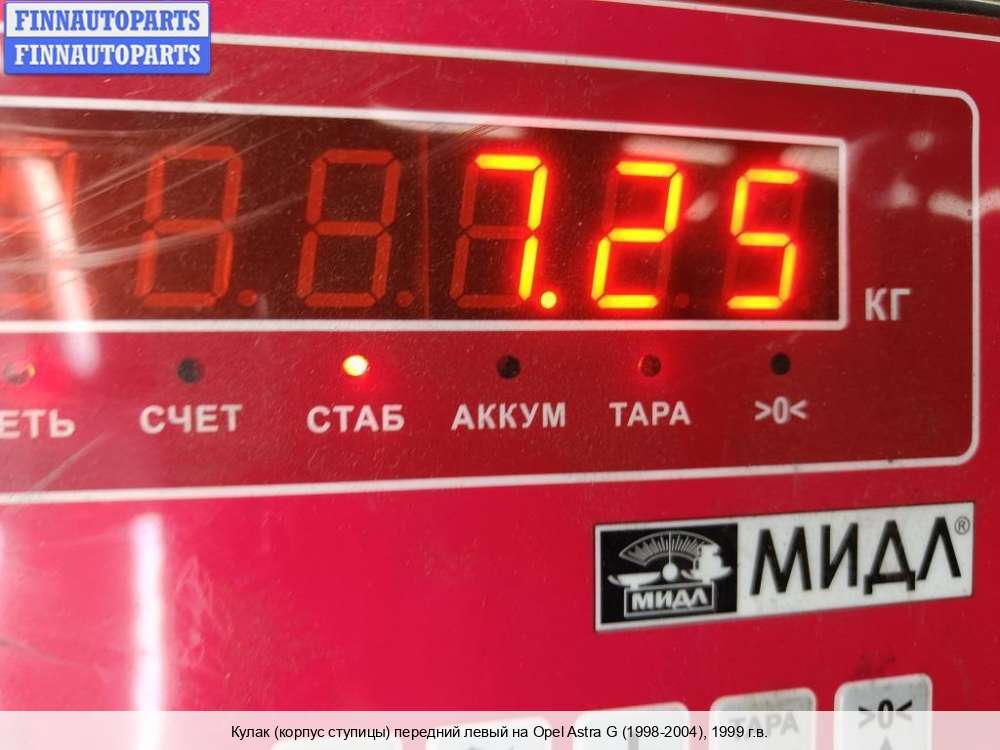 FINNAUTOPARTS
FINNAUTOPARTS
7.25
КГ
СЧЕТ СТАБ АККУМ ТАРА >0<
МИДЛ®
МИДЛ
ТАРА >0<
Кулак (корпус ступицы) передний левый на Opel Astra G (1998-2004), 1999 г.в.